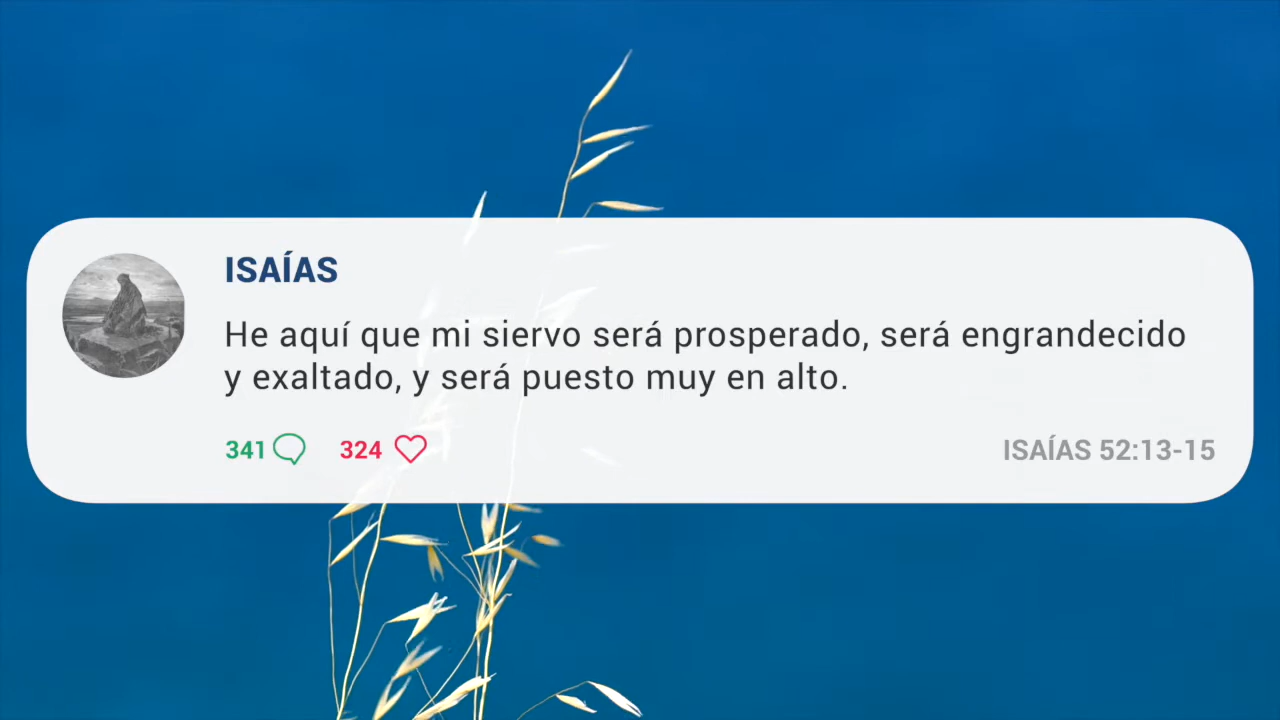 ISAÍAS
He aquí que mi siervo será prosperado, será engrandecido
y exaltado, y será puesto muy en alto.
341 324 ISAÍAS 52:13-15